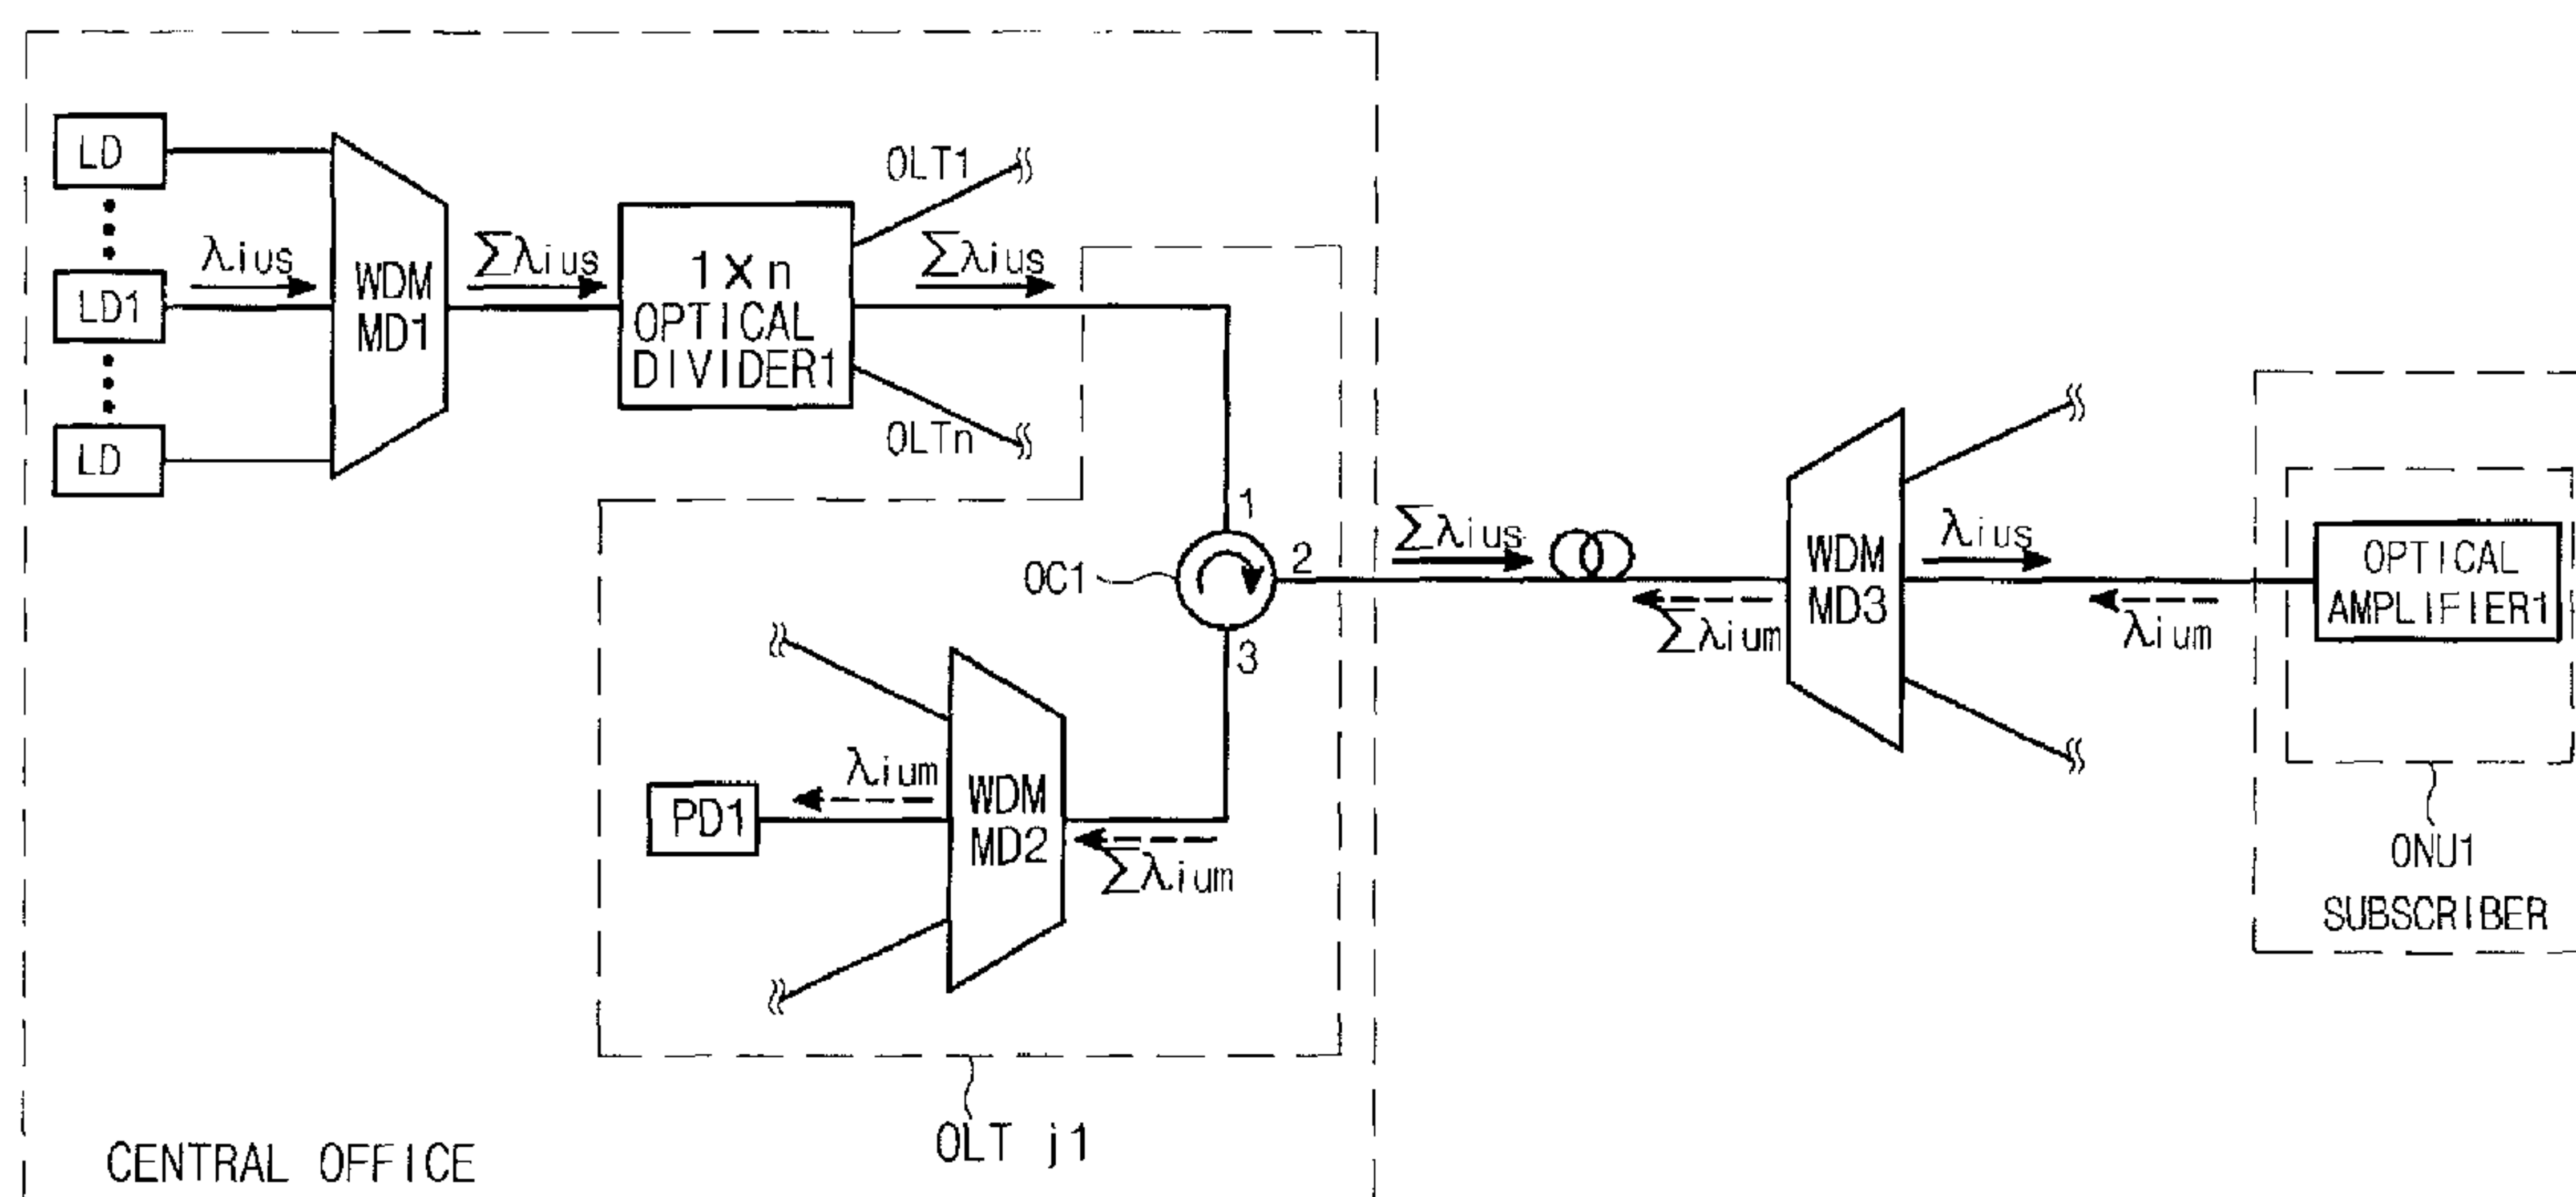 LD
LD1
LD
λius
WDM
MD1
Σλius
1×n
OPTICAL
DIVIDER1
OLT1
Σλius
OLTn
1
2
3
OC1
Σλius
Σλium
WDM
MD3
λius
λium
OPTICAL
AMPLIFIER1
ONU1
SUBSCRIBER
PD1
λium
WDM
MD2
Σλium
OLT j1
CENTRAL OFFICE